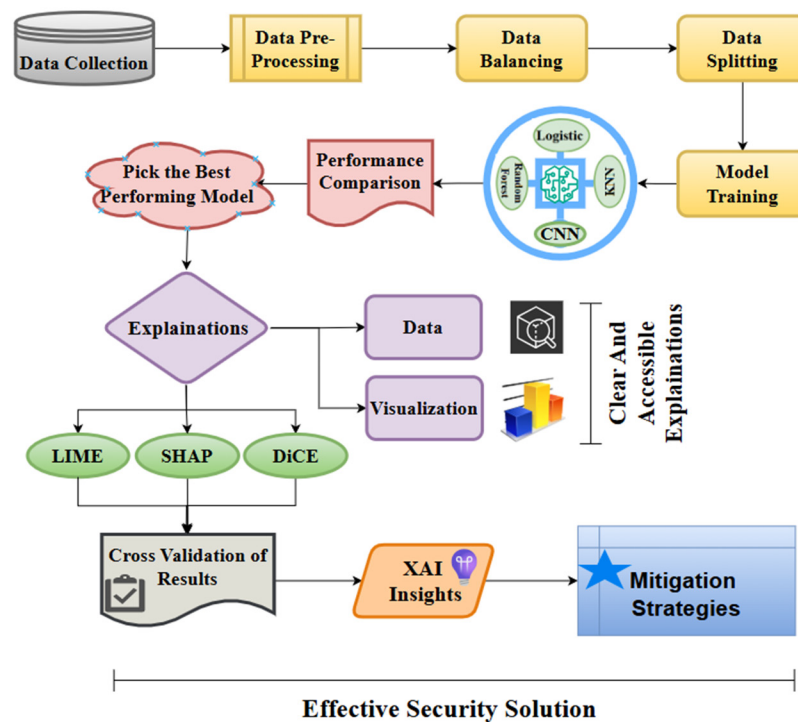 Data Collection
Data Pre-
Processing
Data
Balancing
Data
Splitting
Pick the Best
Performing Model
Performance
Comparison
Logistic
Random
Forest
KNN
CNN
Model
Training
Explainations
Data
Visualization
Clear And
Accessible
Explainations
LIME
SHAP
DiCE
Cross Validation of
Results
XAI
Insights
Mitigation
Strategies
Effective Security Solution